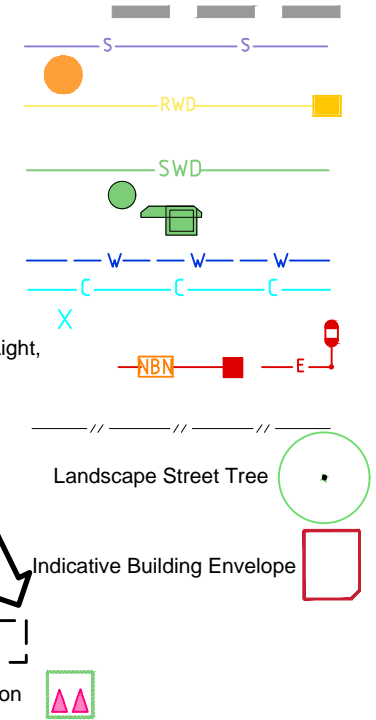 S S
RWD
SWD
W W W
C C C
X
ight,
NBN E
// // //
Landscape Street Tree
Indicative Building Envelope
on